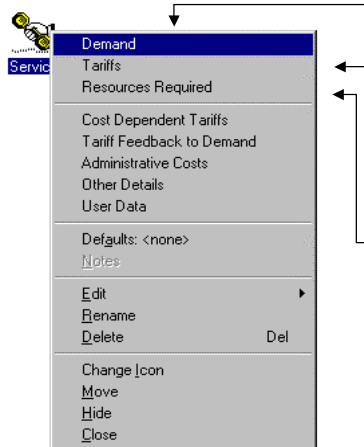 Demand
Servic
Tariffs
Resources Required
Cost Dependent Tariffs
Tariff Feedback to Demand
Administrative Costs
Other Details
User Data
Defaults: <none>
Notes
Edit
Rename
Delete Del
Change Icon
Move
Hide
Close